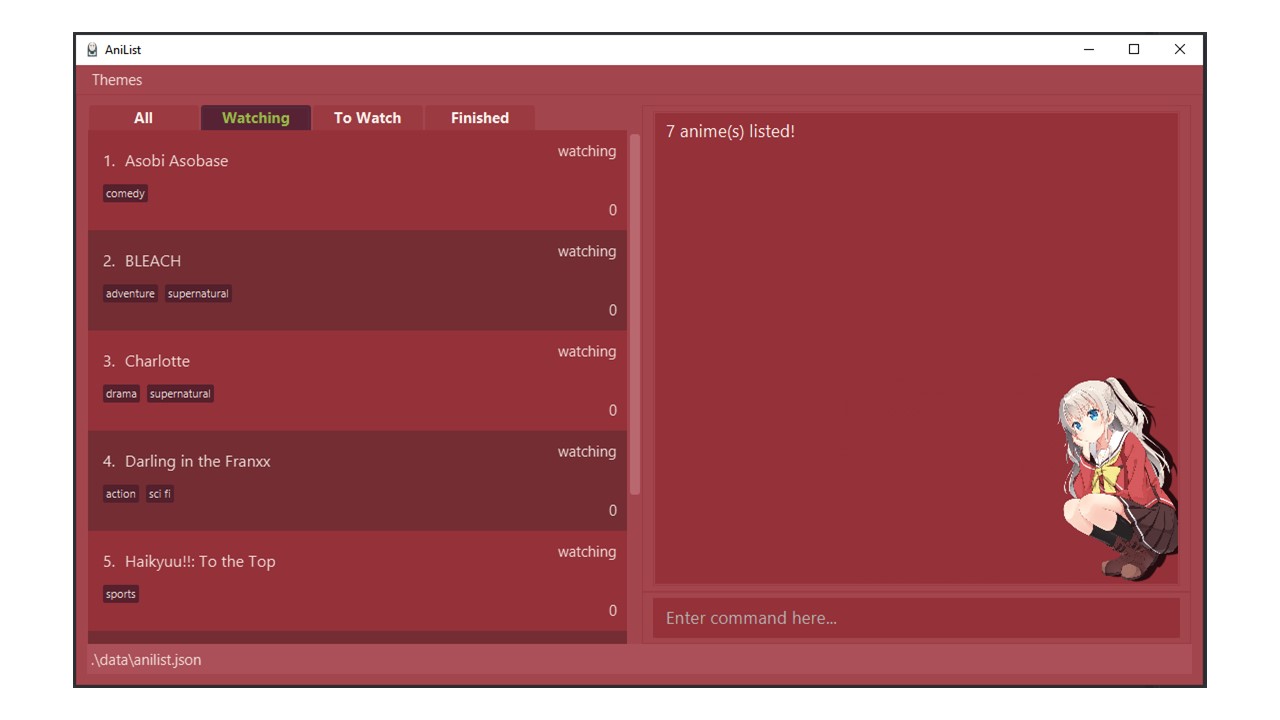 AniList
Themes
All Watching To Watch Finished
1. Asobi Asobase watching
comedy
0
2. BLEACH watching
adventure supernatural
0
3. Charlotte watching
drama supernatural
0
4. Darling in the Franxx watching
action sci fi
0
5. Haikyuu!!: To the Top watching
sports
0
7 anime(s) listed!
Enter command here...
.\data\anilist.json